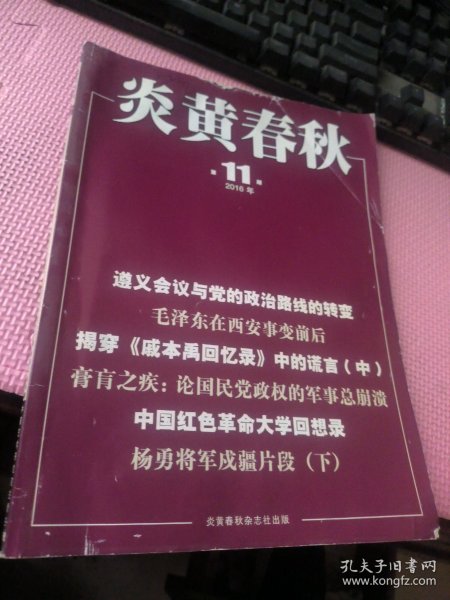 炎黄春秋
第11期
2016年
遵义会议与党的政治路线的转变
毛泽东在西安事变前后
揭穿《戚本禹回忆录》中的谎言(中)
膏肓之疾:论国民党政权的军事总崩溃
中国红色革命大学回想录
杨勇将军戍疆片段(下)
炎黄春秋杂志社出版
孔夫子旧书网
www.kongfz.com